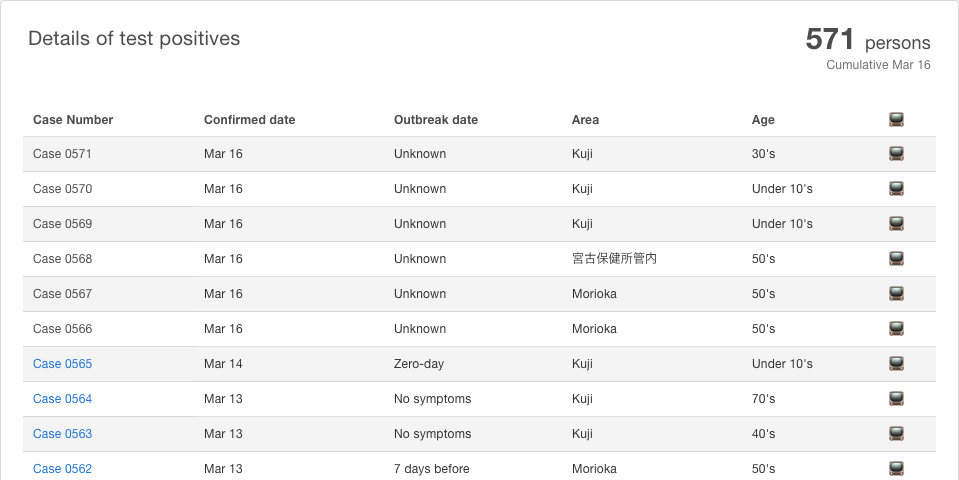 Details of test positives
571 persons
Cumulative Mar 16
Case Number Confirmed date Outbreak date Area Age
Case 0571 Mar 16 Unknown Kuji 30's
Case 0570 Mar 16 Unknown Kuji Under 10's
Case 0569 Mar 16 Unknown Kuji Under 10's
Case 0568 Mar 16 Unknown 宮古保健所管内 50's
Case 0567 Mar 16 Unknown Morioka 50's
Case 0566 Mar 16 Unknown Morioka 50's
Case 0565 Mar 14 Zero-day Kuji Under 10's
Case 0564 Mar 13 No symptoms Kuji 70's
Case 0563 Mar 13 No symptoms Kuji 40's
Case 0562 Mar 13 7 days before Morioka 50's